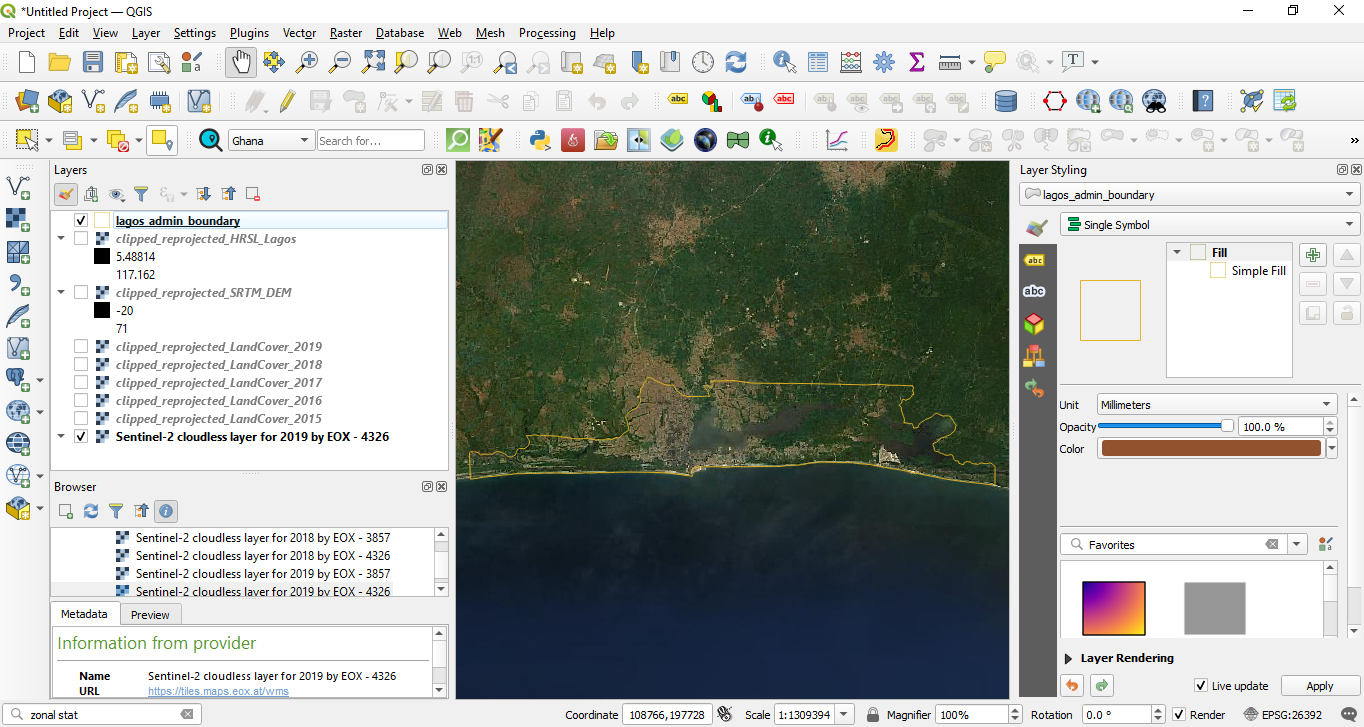 *Untitled Project — QGIS
Project Edit View Layer Settings Plugins Vector Raster Database Web Mesh Processing Help
abc abc abc
Ghana Search for...
Layers
lagos_admin_boundary
clipped_reprojected_HRSL_Lagos
5.48814
117.162
clipped_reprojected_SRTM_DEM
-20
71
clipped_reprojected_LandCover_2019
clipped_reprojected_LandCover_2018
clipped_reprojected_LandCover_2017
clipped_reprojected_LandCover_2016
clipped_reprojected_LandCover_2015
Sentinel-2 cloudless layer for 2019 by EOX - 4326
Browser
Sentinel-2 cloudless layer for 2018 by EOX - 3857
Sentinel-2 cloudless layer for 2018 by EOX - 4326
Sentinel-2 cloudless layer for 2019 by EOX - 3857
Sentinel-2 cloudless layer for 2019 by EOX - 4326
Metadata Preview
Information from provider
Name Sentinel-2 cloudless layer for 2019 by EOX - 4326
URL https://tiles.maps.eox.at/wms
Layer Styling
lagos_admin_boundary
Single Symbol
abc
abc
Fill
Simple Fill
Unit Millimeters
Opacity 100.0 %
Color
Favorites
Layer Rendering
Live update Apply
zonal stat Coordinate 108766,197728 Scale 1:1309394 Magnifier 100% Rotation 0.0 ° Render EPSG:26392